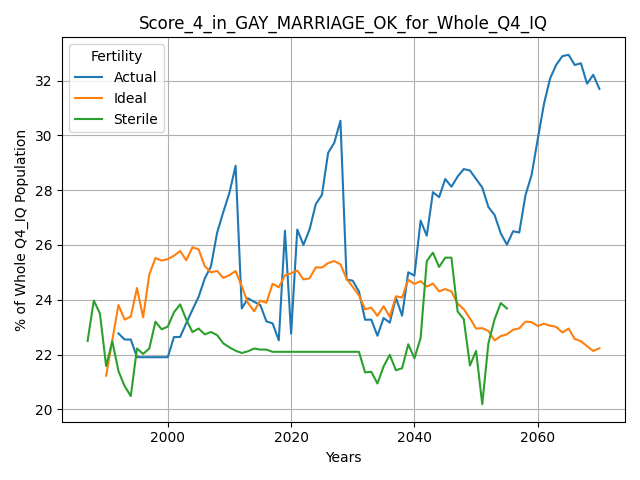 Score_4_in_GAY_MARRIAGE_OK_for_Whole_Q4_IQ
Fertility
Actual
Ideal
Sterile
% of Whole Q4_IQ Population
32
30
28
26
24
22
20
2000
2020
2040
2060
Years